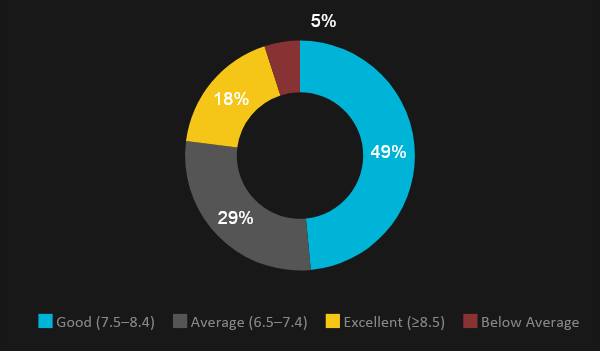 5%
18%
49%
29%
Good (7.5–8.4) Average (6.5–7.4) Excellent (≥8.5) Below Average